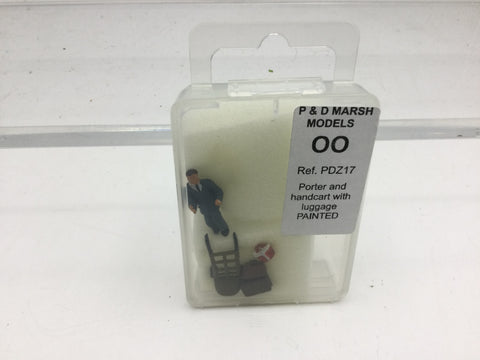 P & D MARSH
MODELS
OO
Ref. PDZ17
Porter and
handcart with
luggage
PAINTED